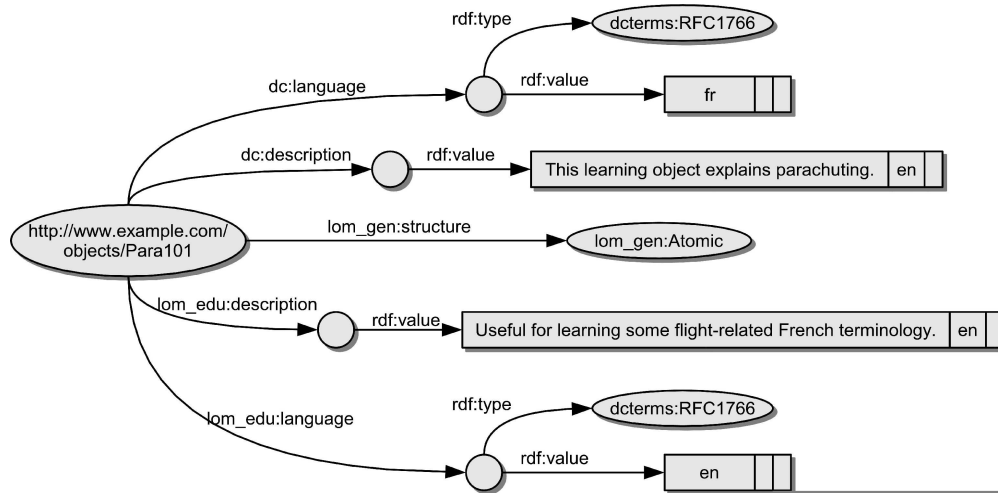 rdf:type
dcterms:RFC1766
dc:language
rdf:value
fr
dc:description
rdf:value
This learning object explains parachuting.
en
http://www.example.com/
objects/Para101
lom_gen:structure
lom_gen:Atomic
lom_edu:description
rdf:value
Useful for learning some flight-related French terminology.
en
lom_edu:language
rdf:type
dcterms:RFC1766
rdf:value
en